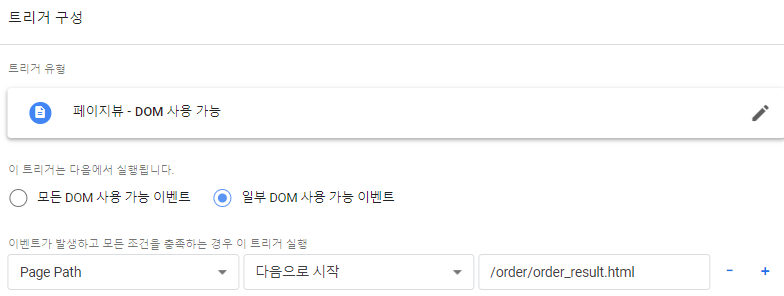 트리거 구성
트리거 유형
페이지뷰 - DOM 사용 가능
이 트리거는 다음에서 실행됩니다.
모든 DOM 사용 가능 이벤트 일부 DOM 사용 가능 이벤트
이벤트가 발생하고 모든 조건을 충족하는 경우 이 트리거 실행
Page Path 다음으로 시작 /order/order_result.html - +